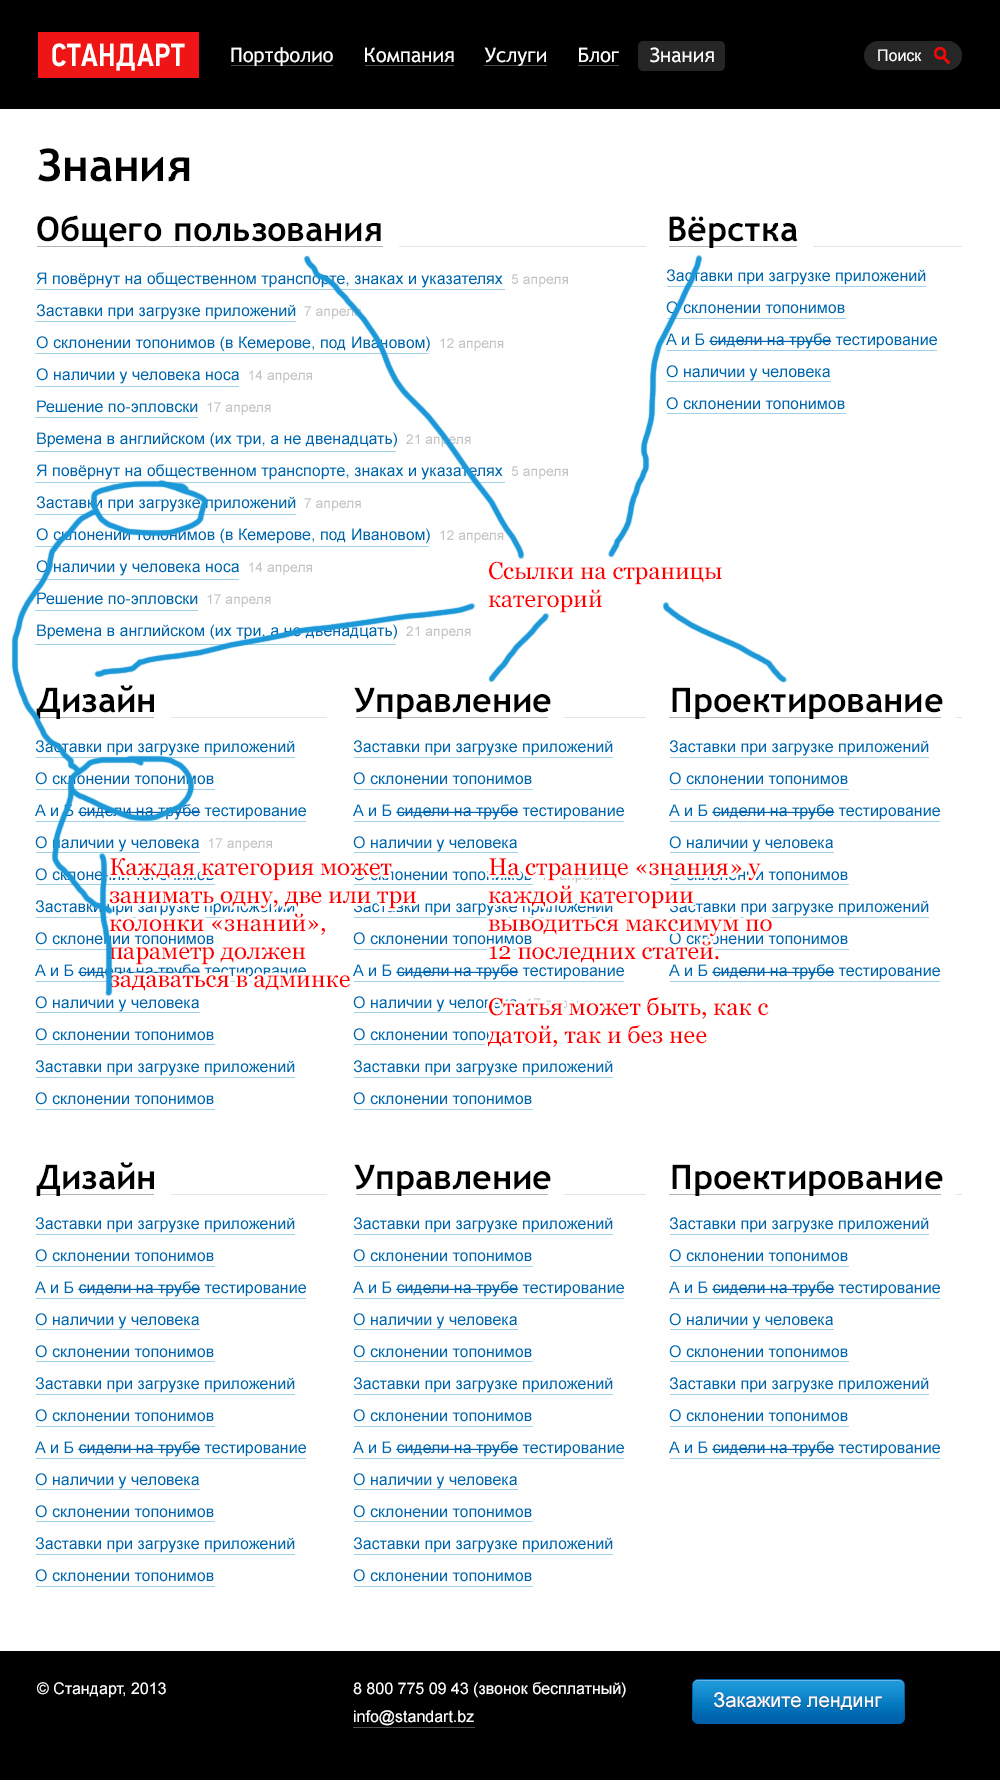 СТАНДАРТ
Портфолио Компания Услуги Блог Знания Поиск
Знания
Общего пользования
Я повёрнут на общественном транспорте, знаках и указателях 5 апреля
Заставки при загрузке приложений 7 апреля
О склонении топонимов (в Кемерове, под Ивановом) 12 апреля
О наличии у человека носа 14 апреля
Решение по-эпловски 17 апреля
Времена в английском (их три, а не двенадцать) 21 апреля
Я повёрнут на общественном транспорте, знаках и указателях 5 апреля
Заставки при загрузке приложений 7 апреля
О склонении топонимов (в Кемерове, под Ивановом) 12 апреля
О наличии у человека носа 14 апреля
Решение по-эпловски 17 апреля
Времена в английском (их три, а не двенадцать) 21 апреля
Вёрстка
Заставки при загрузке приложений
О склонении топонимов
А и Б сидели на трубе тестирование
О наличии у человека
О склонении топонимов
Ссылки на страницы
категорий
Дизайн
Заставки при загрузке приложений
О склонении топонимов
А и Б сидели на трубе тестирование
О наличии у человека 17 апреля
О склонении топонимов
Заставки при загрузке приложений
О склонении топонимов
А и Б сидели на трубе тестирование
О наличии у человека
О склонении топонимов
Заставки при загрузке приложений
О склонении топонимов
Каждая категория может
занимать одну, две или три
колонки «знаний»,
параметр должен
задаваться в админке
Управление
Заставки при загрузке приложений
О склонении топонимов
А и Б сидели на трубе тестирование
О наличии у человека
О склонении топонимов
Заставки при загрузке приложений
О склонении топонимов
А и Б сидели на трубе тестирование
О наличии у человека
О склонении
Заставки при загрузке приложений
О склонении топонимов
На странице «знания» у
каждой категории
выводиться максимум по
12 последних статей.
Статья может быть, как с
датой, так и без нее
Проектирование
Заставки при загрузке приложений
О склонении топонимов
А и Б сидели на трубе тестирование
О наличии у человека
О склонении топонимов
Заставки при загрузке приложений
О склонении топонимов
А и Б сидели на трубе тестирование
Дизайн
Заставки при загрузке приложений
О склонении топонимов
А и Б сидели на трубе тестирование
О наличии у человека
О склонении топонимов
Заставки при загрузке приложений
О склонении топонимов
А и Б сидели на трубе тестирование
О наличии у человека
О склонении топонимов
Заставки при загрузке приложений
О склонении топонимов
Управление
Заставки при загрузке приложений
О склонении топонимов
А и Б сидели на трубе тестирование
О наличии у человека
О склонении топонимов
Заставки при загрузке приложений
О склонении топонимов
А и Б сидели на трубе тестирование
О наличии у человека
О склонении топонимов
Заставки при загрузке приложений
О склонении топонимов
Проектирование
Заставки при загрузке приложений
О склонении топонимов
А и Б сидели на трубе тестирование
О наличии у человека
О склонении топонимов
Заставки при загрузке приложений
О склонении топонимов
А и Б сидели на трубе тестирование
© Стандарт, 2013
8 800 775 09 43 (звонок бесплатный)
info@standart.bz
Закажите лендинг